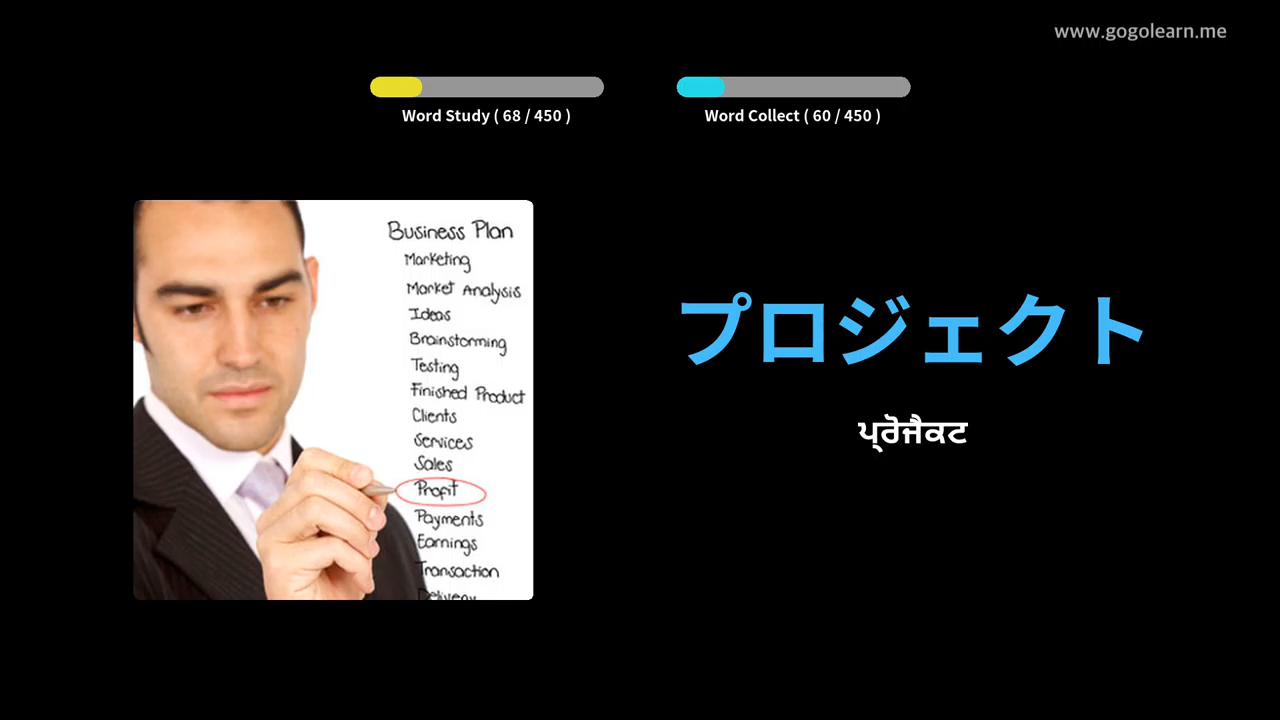 www.gogolearn.me
Word Study ( 68 / 450 )
Word Collect ( 60 / 450 )
Business Plan
Marketing
Market Analysis
Ideas
Brainstorming
Testing
Finished Product
Clients
Services
Sales
Profit
Payments
Earnings
Transaction
Delivery
プロジェクト
ਪ੍ਰੋਜੈਕਟ